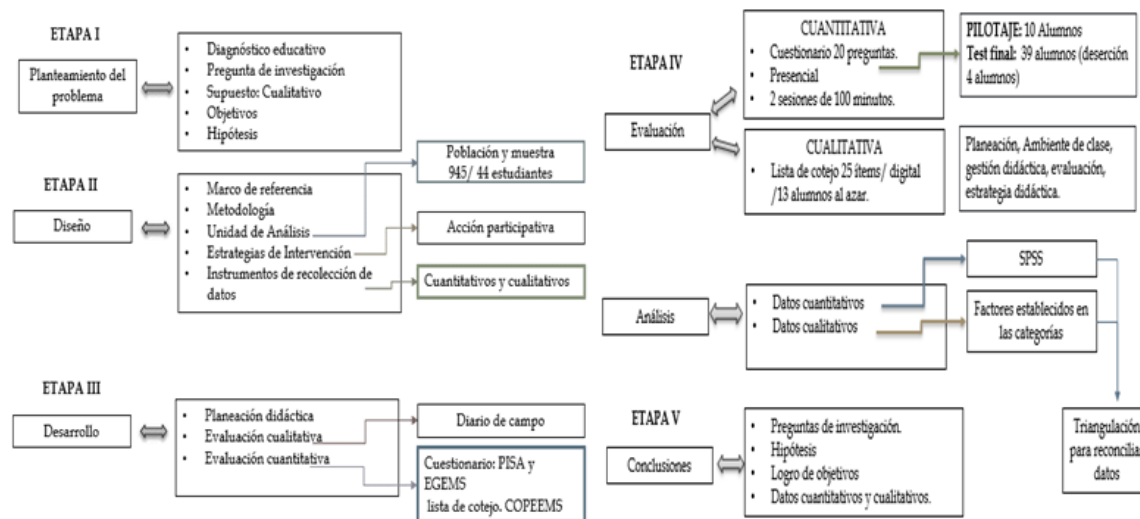 ETAPA I
Planteamiento del
problema
• Diagnóstico educativo
• Pregunta de investigación
• Supuesto: Cualitativo
• Objetivos
• Hipótesis
ETAPA II
Diseño
• Marco de referencia
• Metodología
• Unidad de Análisis
• Estrategias de Intervención
• Instrumentos de recolección de
datos
Población y muestra
945/ 44 estudiantes
Acción participativa
Cuantitativos y cualitativos
ETAPA III
Desarrollo
• Planeación didáctica
• Evaluación cualitativa
• Evaluación cuantitativa
Diario de campo
Cuestionario: PISA y
EGEMS
lista de cotejo. COPEEMS
ETAPA IV
Evaluación
CUANTITATIVA
• Cuestionario 20 preguntas.
• Presencial
• 2 sesiones de 100 minutos.
PILOTAJE: 10 Alumnos
Test final: 39 alumnos (deserción
4 alumnos)
CUALITATIVA
• Lista de cotejo 25 ítems/ digital
/13 alumnos al azar.
Planeación, Ambiente de clase,
gestión didáctica, evaluación,
estrategia didáctica.
Análisis
• Datos cuantitativos
• Datos cualitativos
SPSS
Factores establecidos en
las categorías
ETAPA V
Conclusiones
• Preguntas de investigación.
• Hipótesis
• Logro de objetivos
• Datos cuantitativos y cualitativos.
Triangulación
para reconcilia
datos